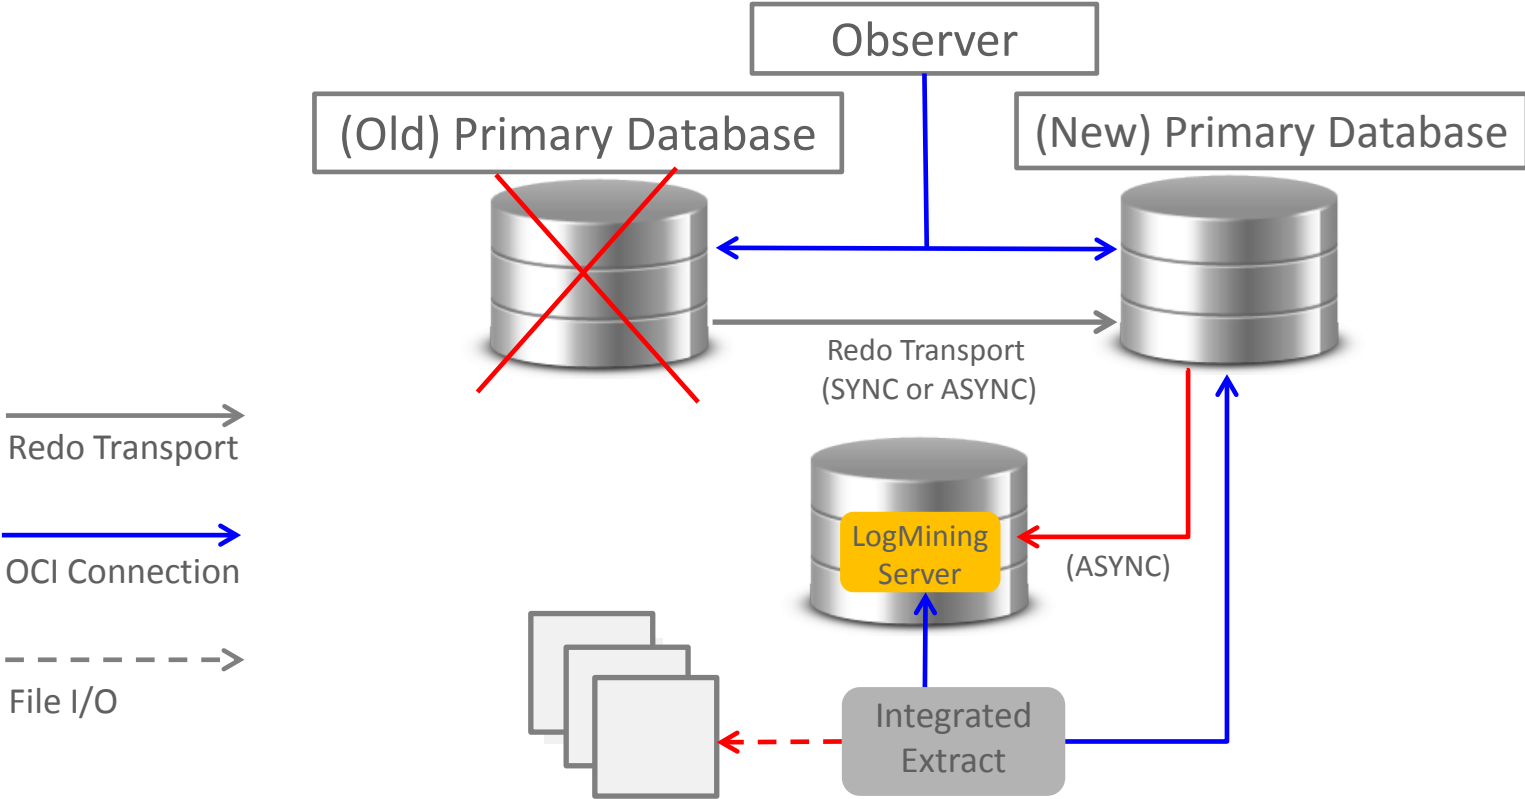 Observer
(Old) Primary Database
(New) Primary Database
Redo Transport
(SYNC or ASYNC)
Redo Transport
LogMining
Server
(ASYNC)
OCI Connection
File I/O
Integrated
Extract